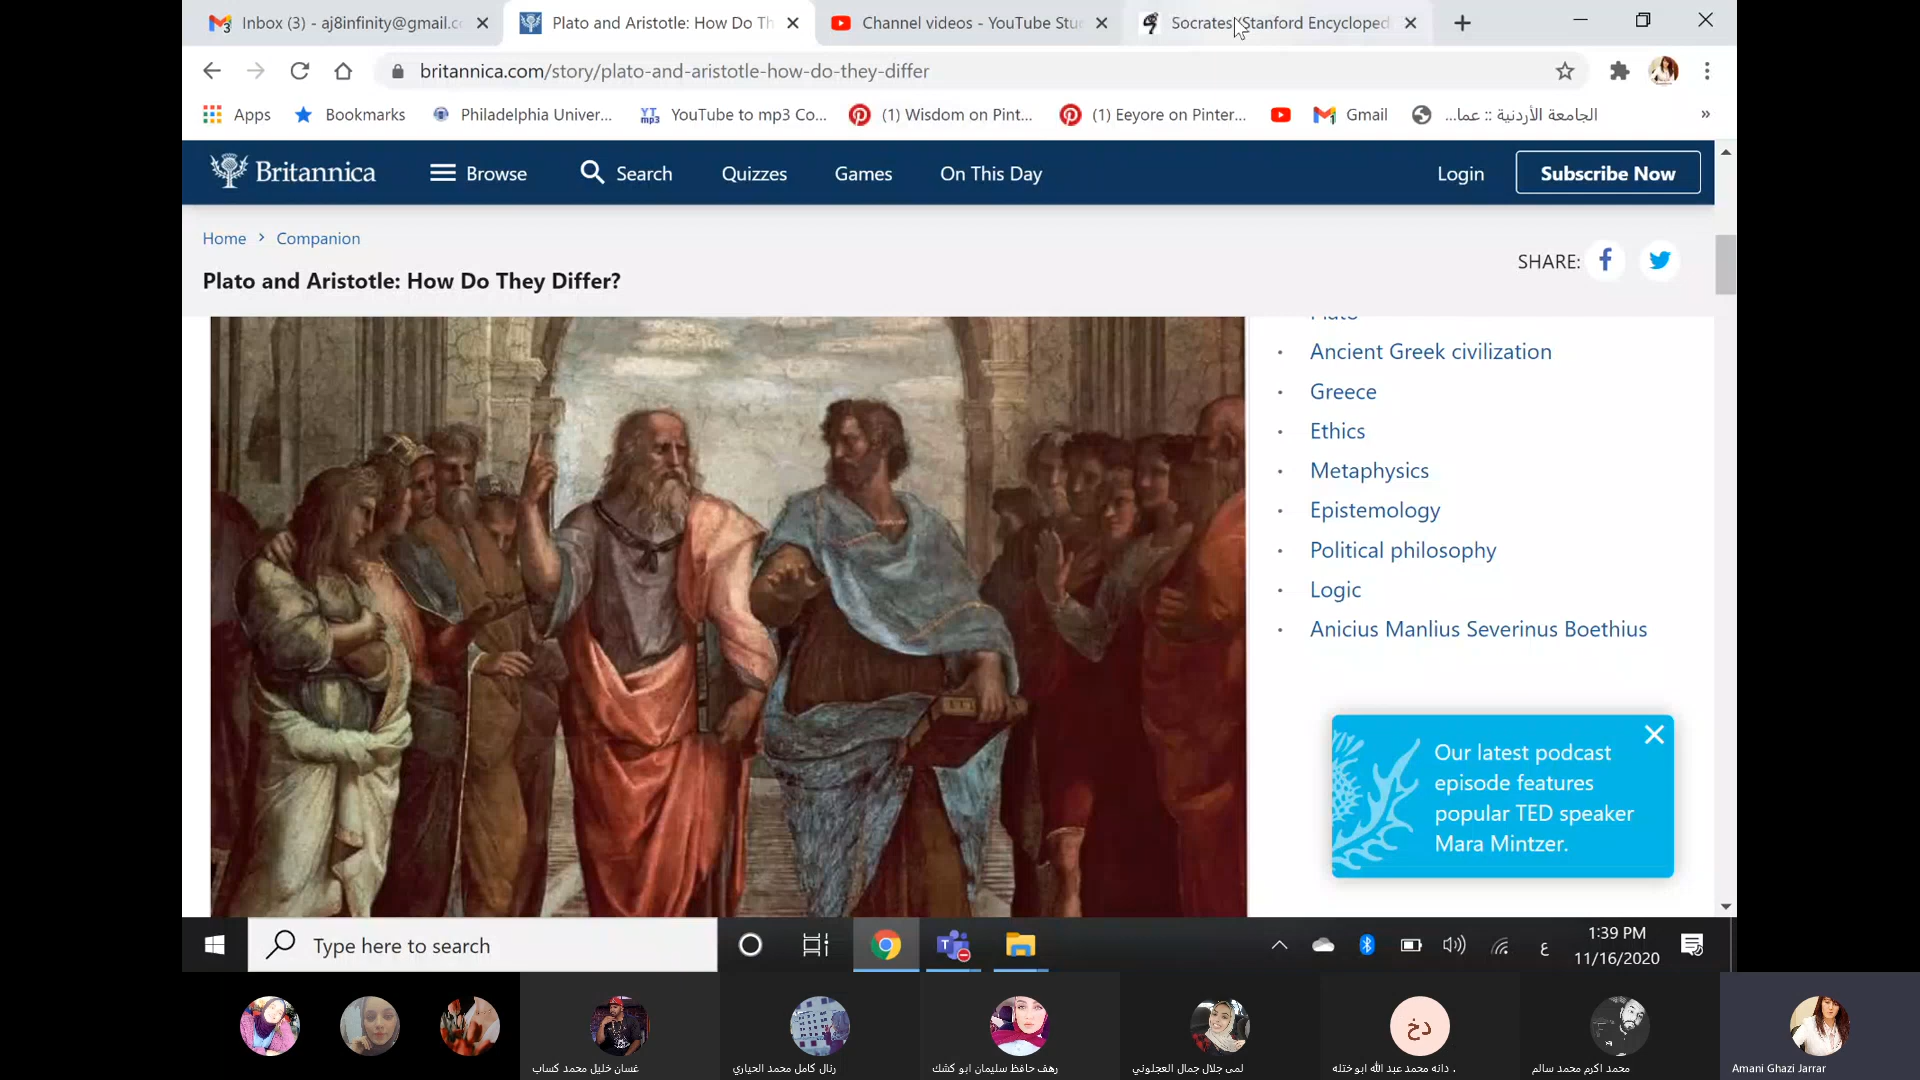 Inbox (3) - aj8infinity@gmail.c
Plato and Aristotle: How Do Th
Channel videos - YouTube Stu
Socrates (Stanford Encycloped
britannica.com/story/plato-and-aristotle-how-do-they-differ
Apps
Bookmarks
Philadelphia Univer...
YouTube to mp3 Co...
(1) Wisdom on Pint...
(1) Eeyore on Pinter...
Gmail
الجامعة الأردنية :: عما...
»
Britannica
Browse
Search
Quizzes
Games
On This Day
Login
Subscribe Now
Home > Companion
SHARE:
Plato and Aristotle: How Do They Differ?
Plato
Ancient Greek civilization
Greece
Ethics
Metaphysics
Epistemology
Political philosophy
Logic
Anicius Manlius Severinus Boethius
Our latest podcast
episode features
popular TED speaker
Mara Mintzer.
Type here to search
ع
1:39 PM
11/16/2020
دخ
غسان خليل محمد كساب
رنال كامل محمد الحياري
رهف حافظ سليمان ابو كشك
لمى جلال جمال العجلوني
دانه محمد عبد الله ابوختله .
محمد اكرم محمد سالم
Amani Ghazi Jarrar